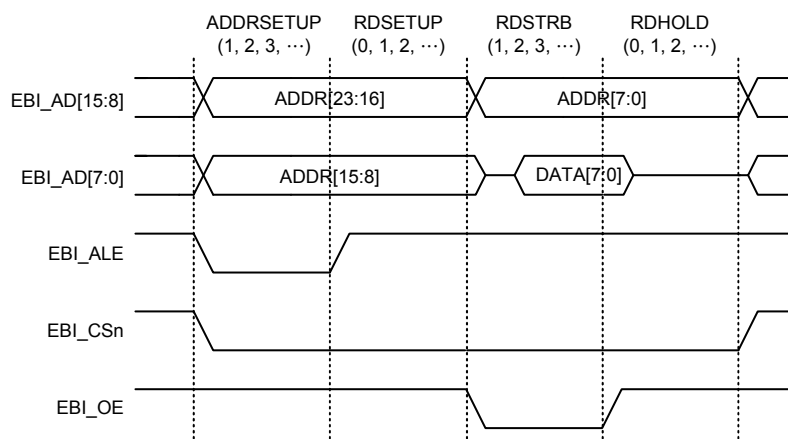 ADDRSETUP RDSETUP RDSTRB RDHOLD
(1, 2, 3, ⋯) (0, 1, 2, ⋯) (1, 2, 3, ⋯) (0, 1, 2, ⋯)
EBI_AD[15:8] ADDR[23:16] ADDR[7:0]
EBI_AD[7:0] ADDR[15:8] DATA[7:0]
EBI_ALE
EBI_CSn
EBI_OE